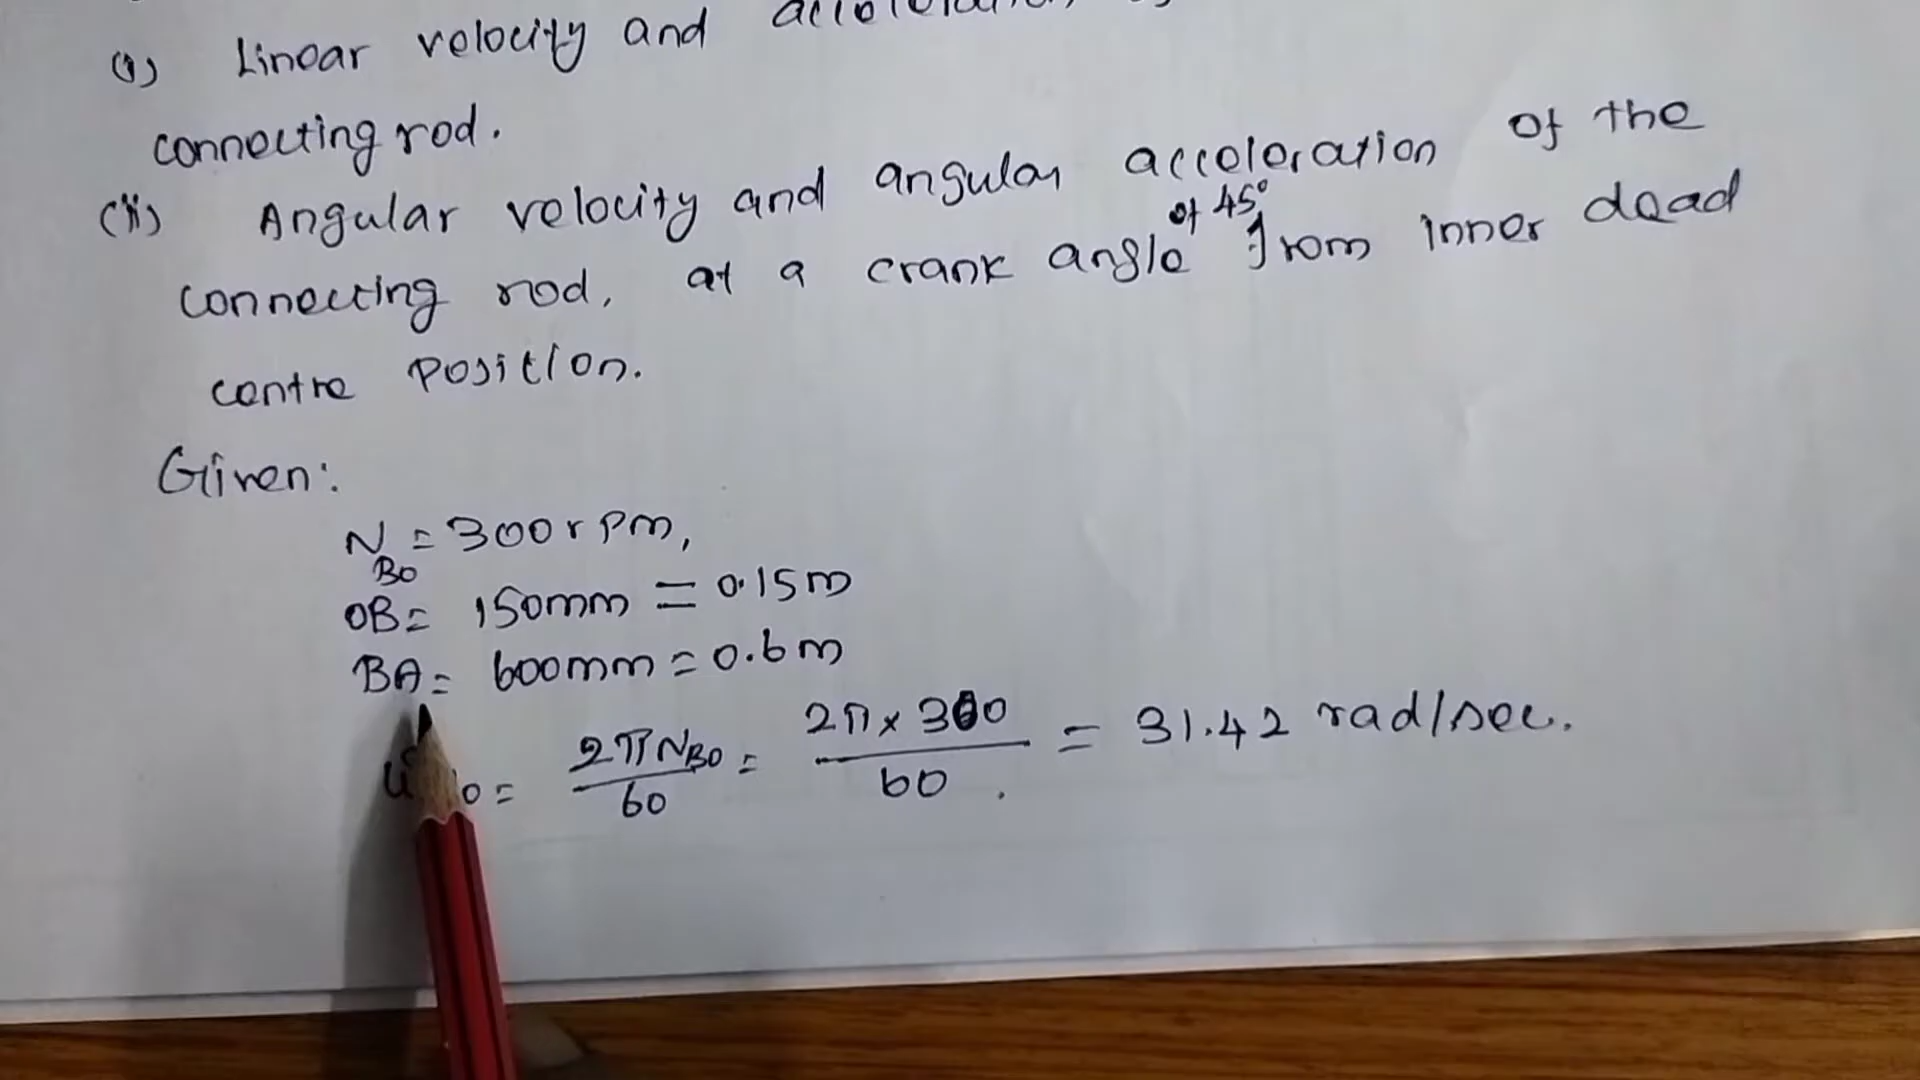 (i) Linear velocity and
connecting rod.
(ii) Angular velocity and angular acceleration of the
of 45°
connecting rod, at a crank angle from inner dead
centre position.
Given:
N_BO = 300 rpm,
OB = 150mm = 0.15m
BA = 600mm = 0.6m
= 2πN_BO/60 = 2π × 300/60 = 31.42 rad/sec.